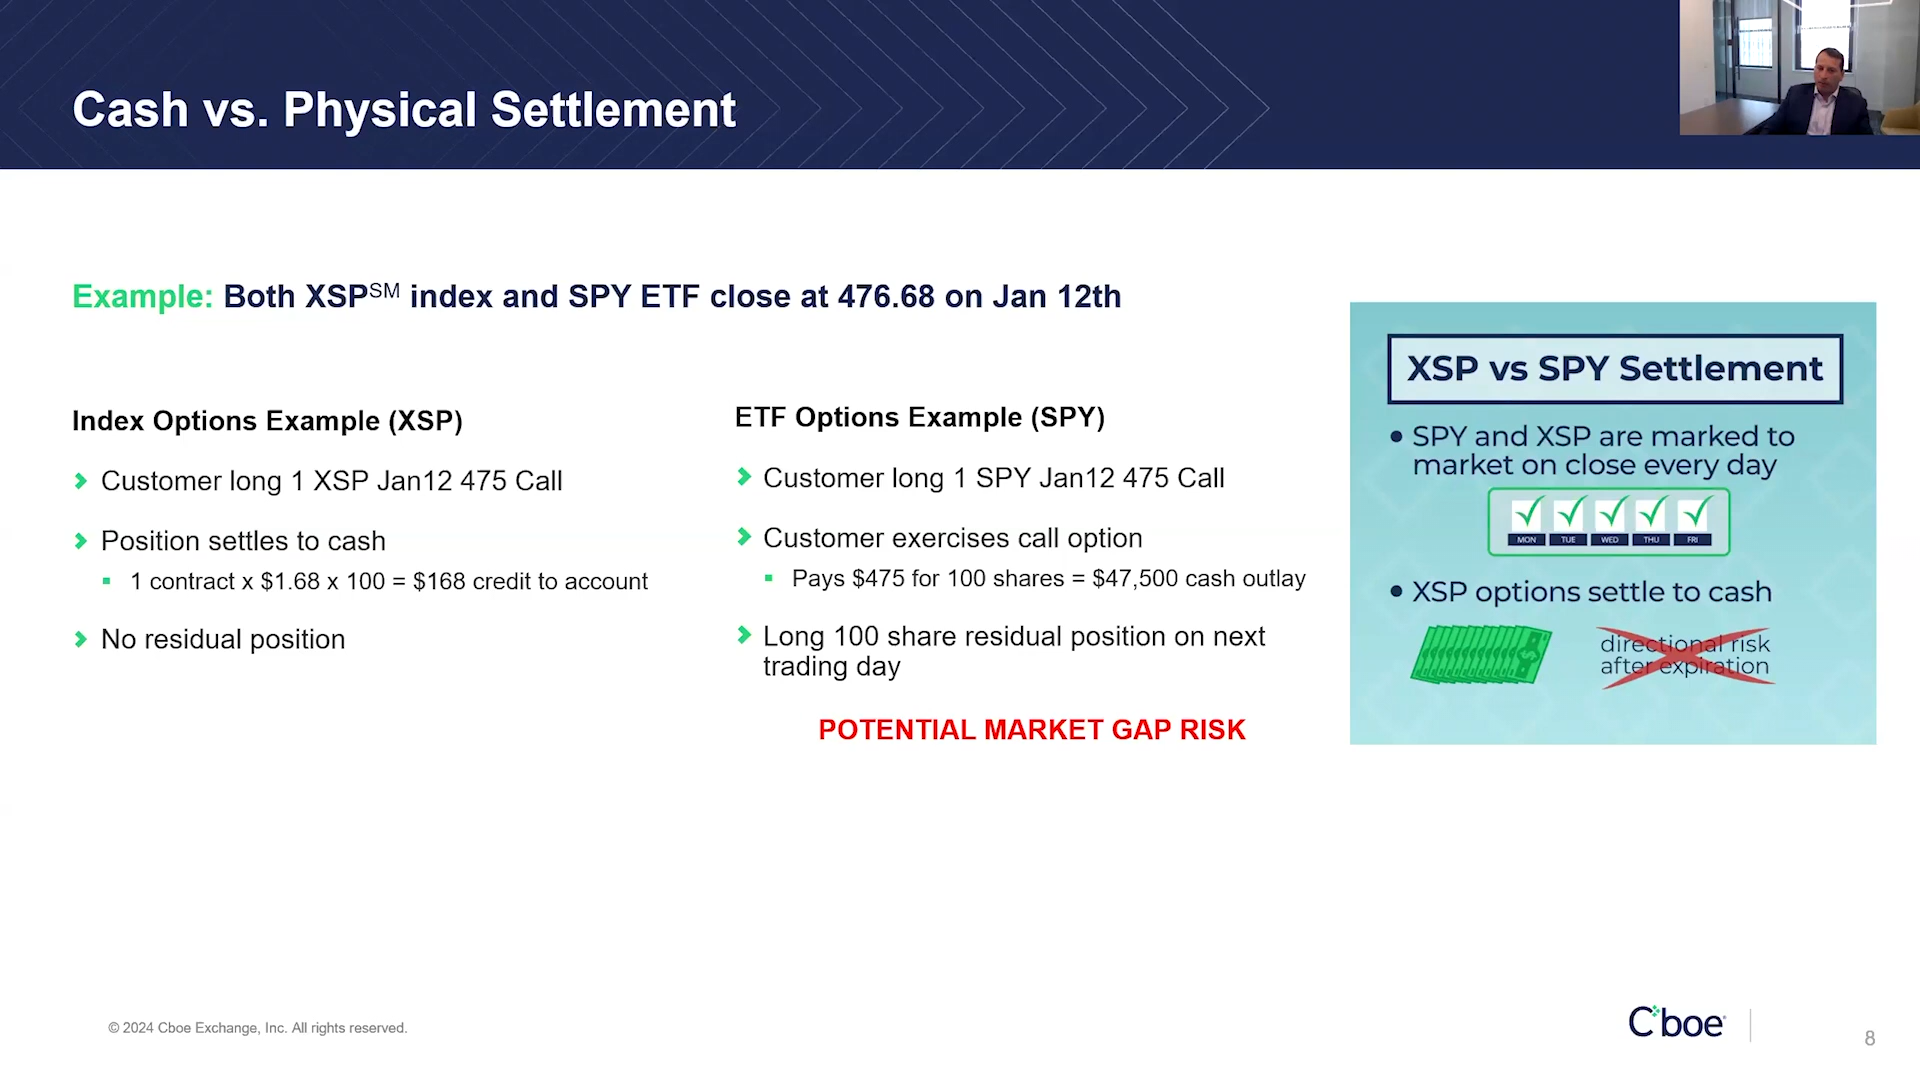 Cash vs. Physical Settlement
Example: Both XSP℠ index and SPY ETF close at 476.68 on Jan 12th
Index Options Example (XSP)
Customer long 1 XSP Jan12 475 Call
Position settles to cash
1 contract x $1.68 x 100 = $168 credit to account
No residual position
ETF Options Example (SPY)
Customer long 1 SPY Jan12 475 Call
Customer exercises call option
Pays $475 for 100 shares = $47,500 cash outlay
Long 100 share residual position on next
trading day
POTENTIAL MARKET GAP RISK
XSP vs SPY Settlement
• SPY and XSP are marked to
market on close every day
MON TUE WED THU FRI
• XSP options settle to cash
directional risk
after expiration
© 2024 Cboe Exchange, Inc. All rights reserved.
Cboe
8